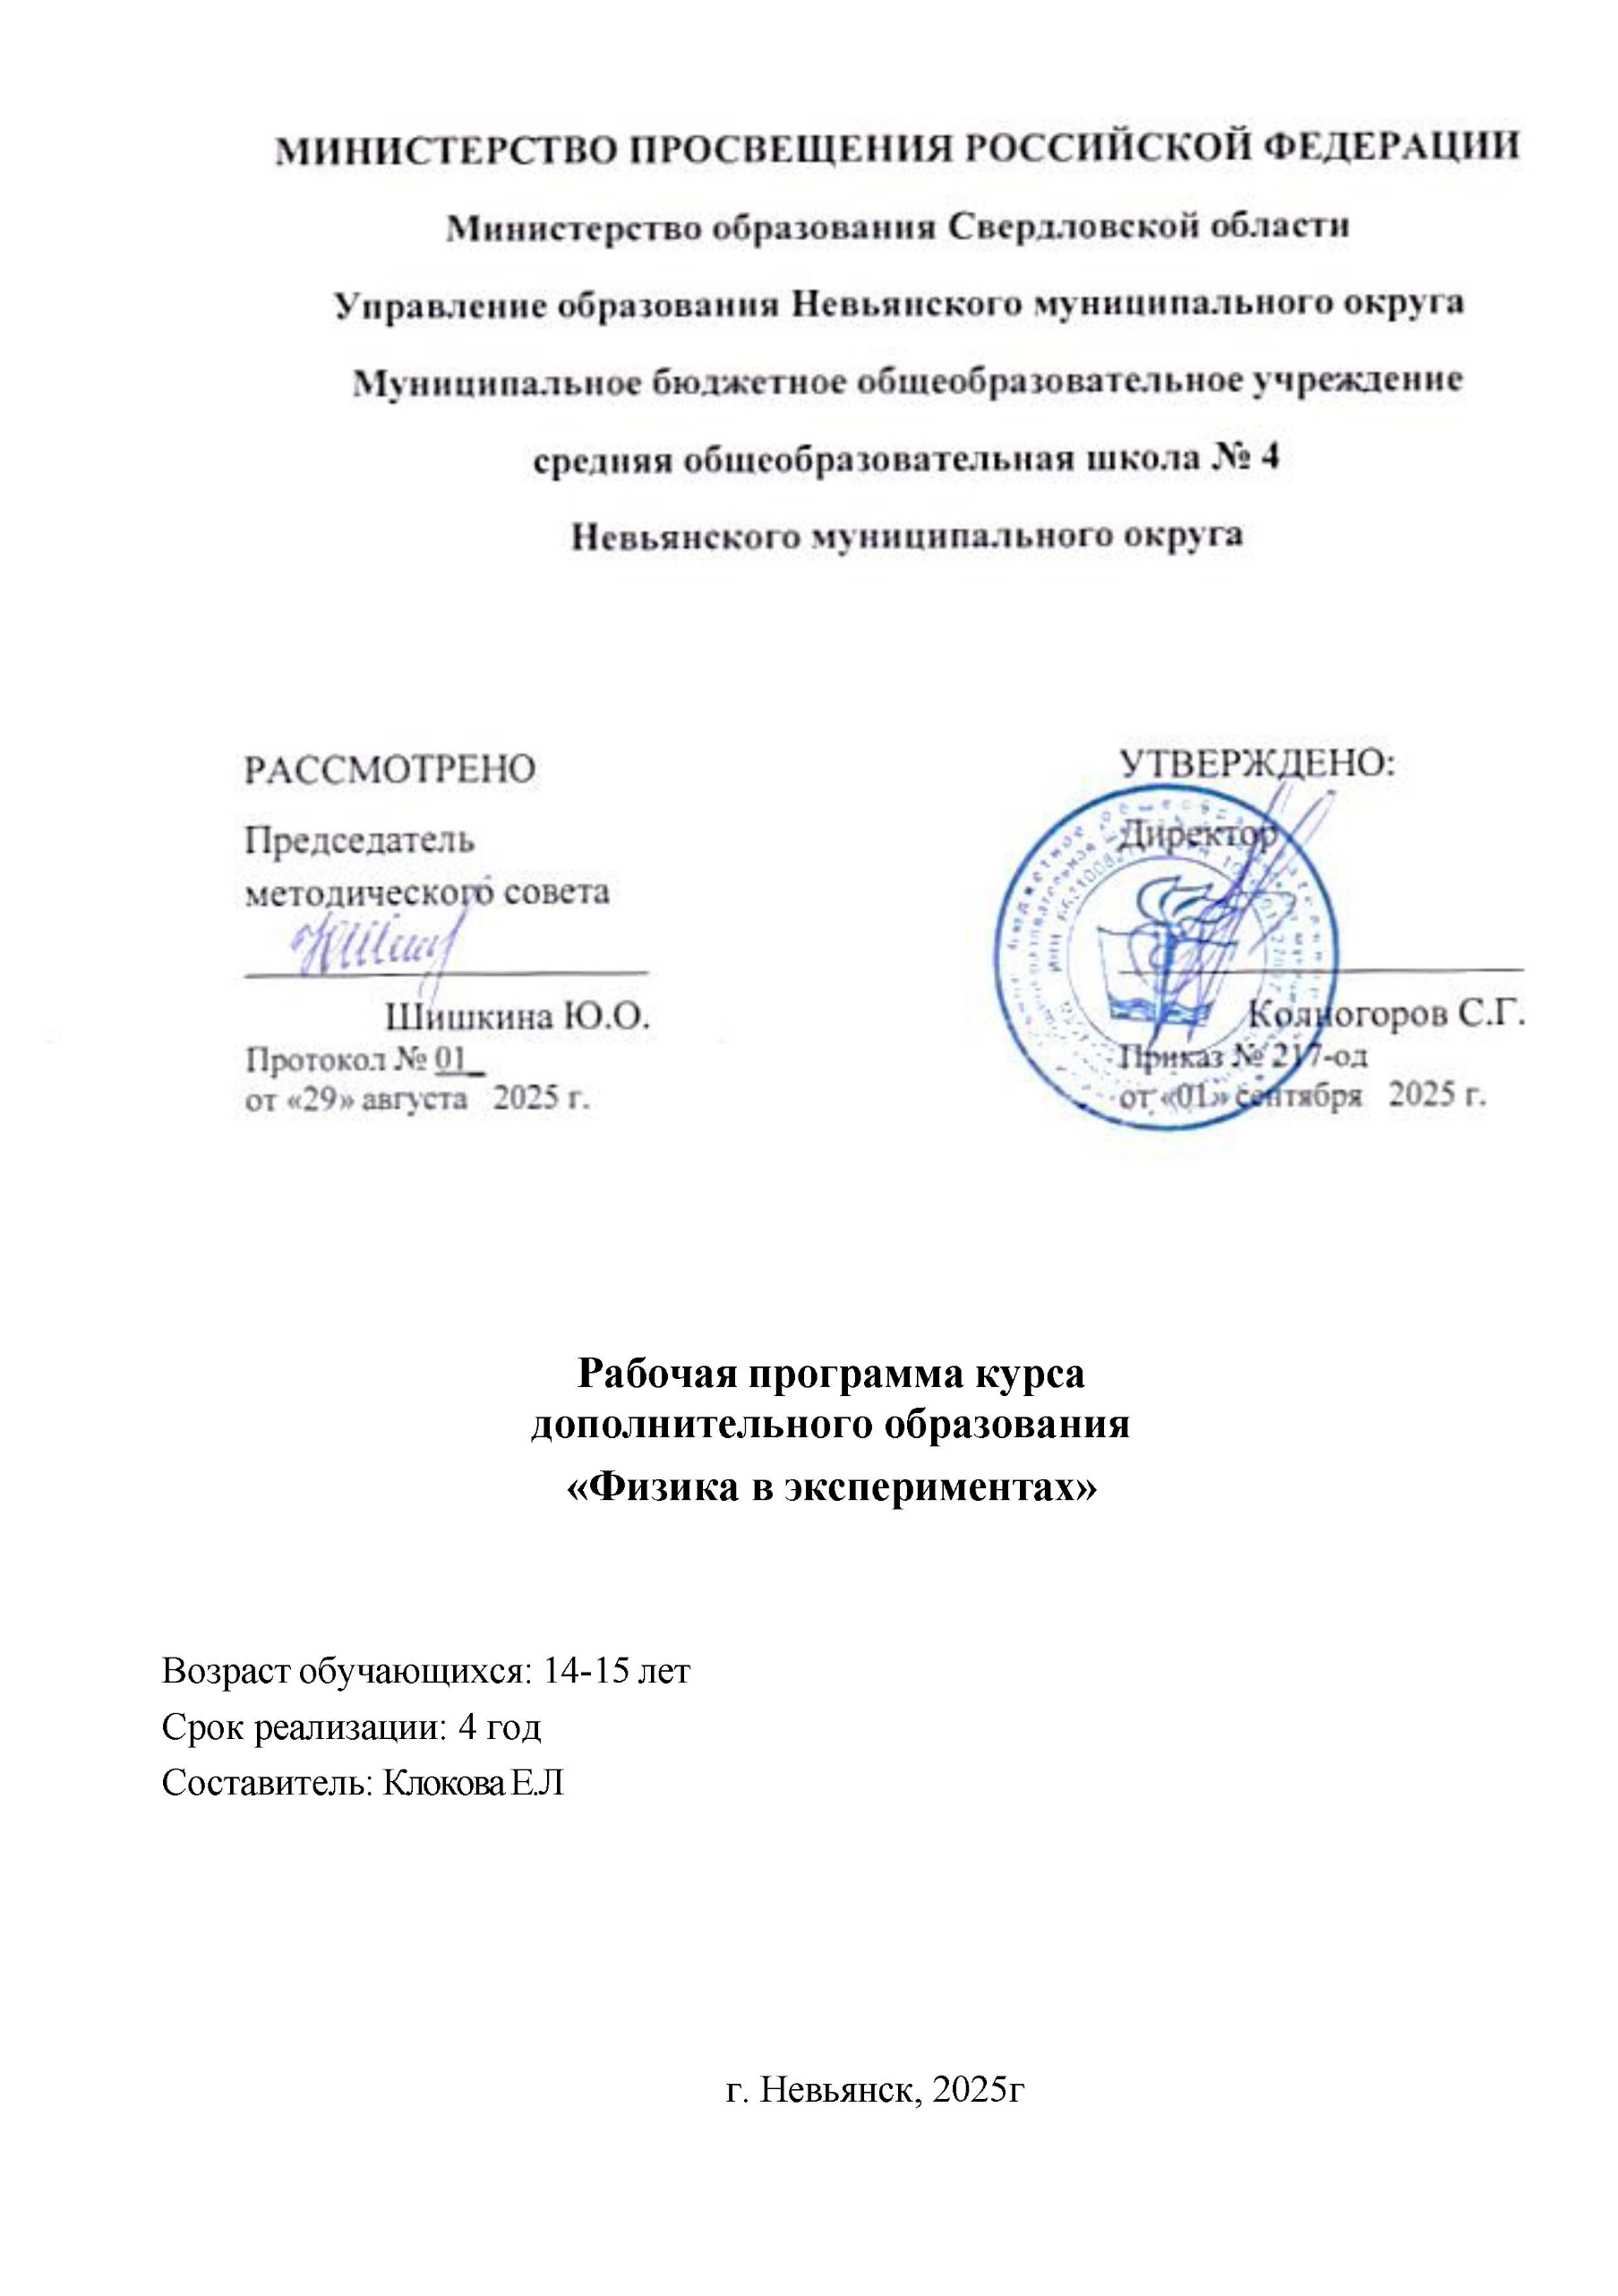 МИНИСТЕРСТВО ПРОСВЕЩЕНИЯ РОССИЙСКОЙ ФЕДЕРАЦИИ
Министерство образования Свердловской области
Управление образования Невьянского муниципального округа
Муниципальное бюджетное общеобразовательное учреждение
средняя общеобразовательная школа № 4
Невьянского муниципального округа
РАССМОТРЕНО
Председатель
методического совета
Шишкина Ю.О.
Протокол № 01_
от «29» августа 2025 г.
УТВЕРЖДЕНО:
Директор
Колногоров С.Г.
Приказ № 217-од
от «01» сентября 2025 г.
Рабочая программа курса
дополнительного образования
«Физика в экспериментах»
Возраст обучающихся: 14-15 лет
Срок реализации: 4 год
Составитель: Клокова Е.Л
г. Невьянск, 2025г